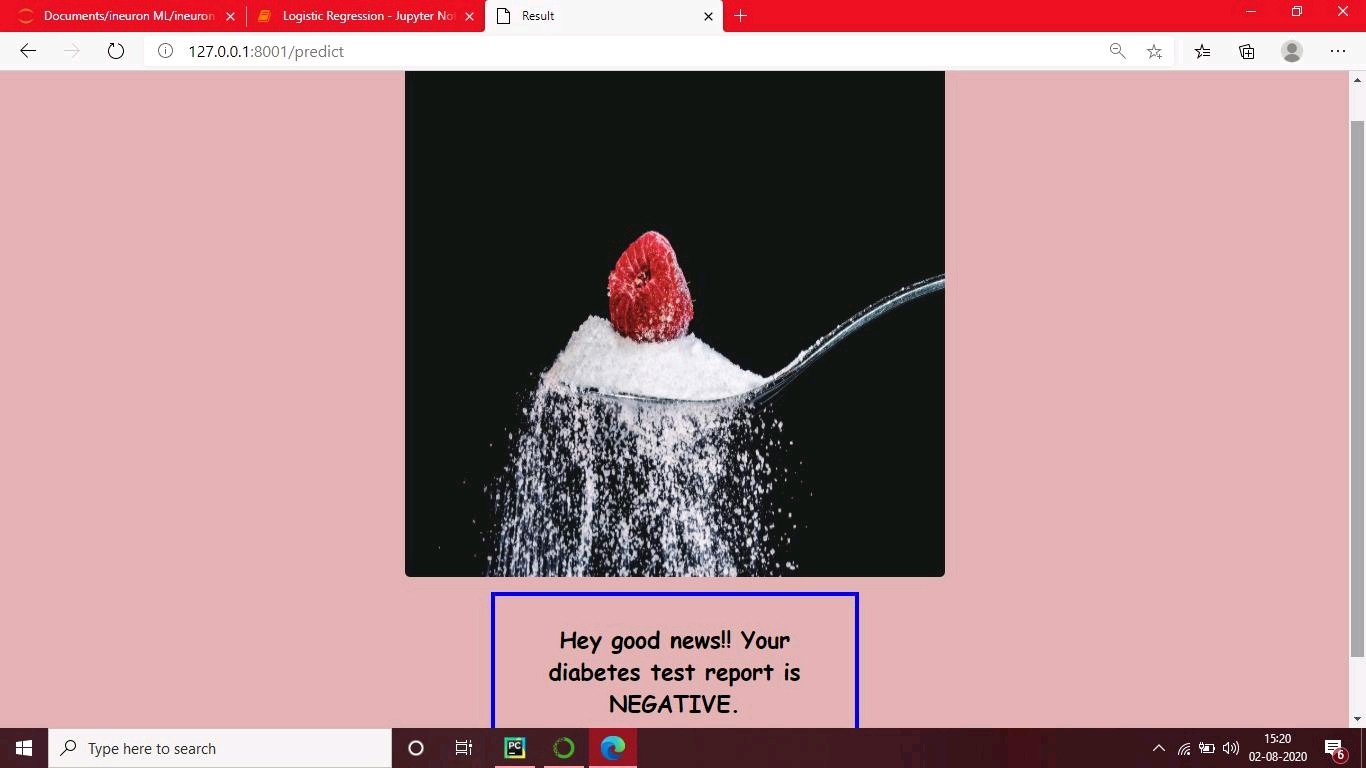 Documents/ineuron ML/ineuron
Logistic Regression - Jupyter No
Result
127.0.0.1:8001/predict
Hey good news!! Your
diabetes test report is
NEGATIVE.
Type here to search
PC
15:20
02-08-2020
6